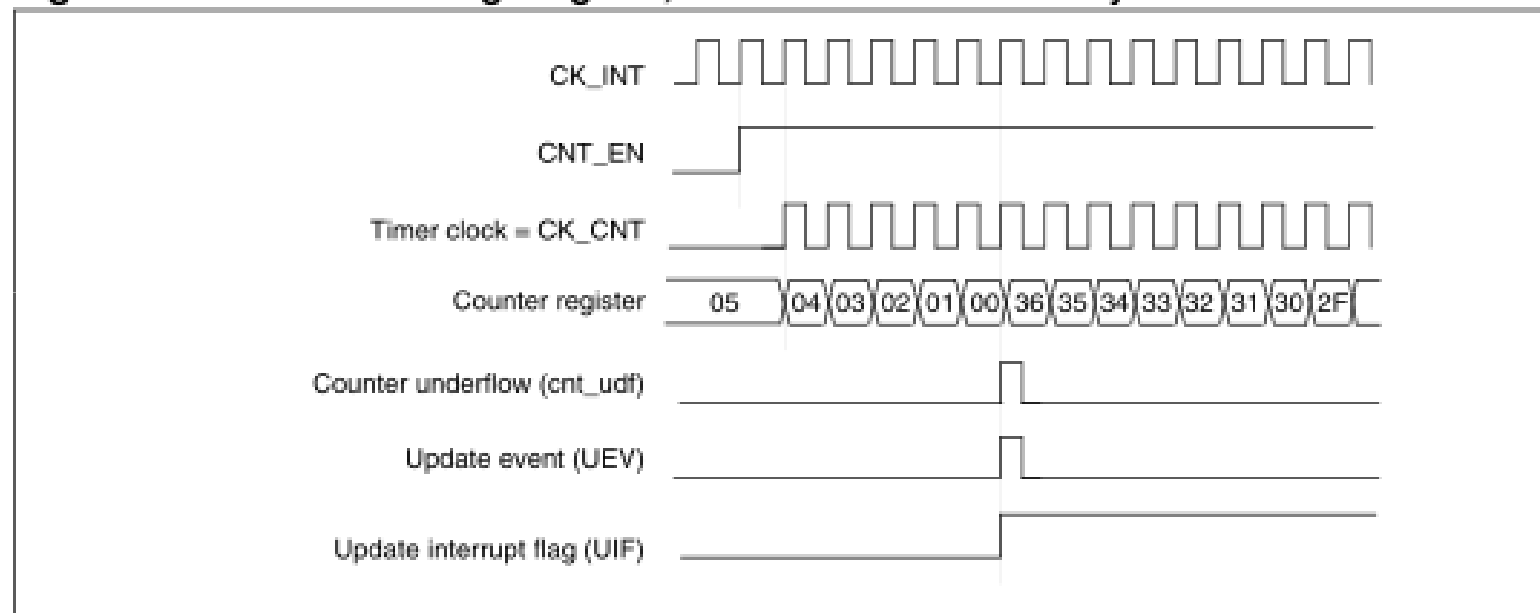 CK_INT
CNT_EN
Timer clock = CK_CNT
Counter register 05 04 03 02 01 00 36 35 34 33 32 31 30 2F
Counter underflow (cnt_udf)
Update event (UEV)
Update interrupt flag (UIF)